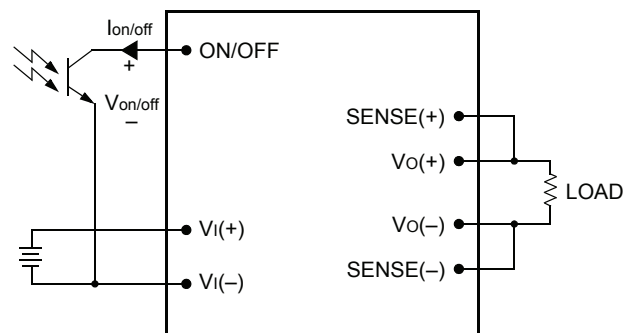 Ion/off
+
ON/OFF
Von/off
–
SENSE(+)
VO(+)
LOAD
VI(+)
VO(–)
SENSE(–)
VI(–)